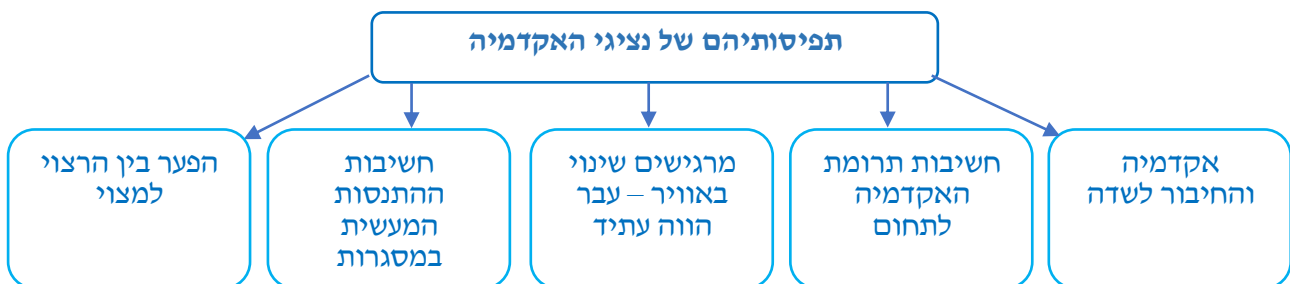 תפיסותיהם של נציגי האקדמיה
אקדמיה
והחיבור לשדה
חשיבות תרומת
האקדמיה
לתחום
מרגישים שינוי
באוויר – עבר
הווה עתיד
חשיבות
ההתנסות
המעשית
במסגרות
הפער בין הרצוי
למצוי